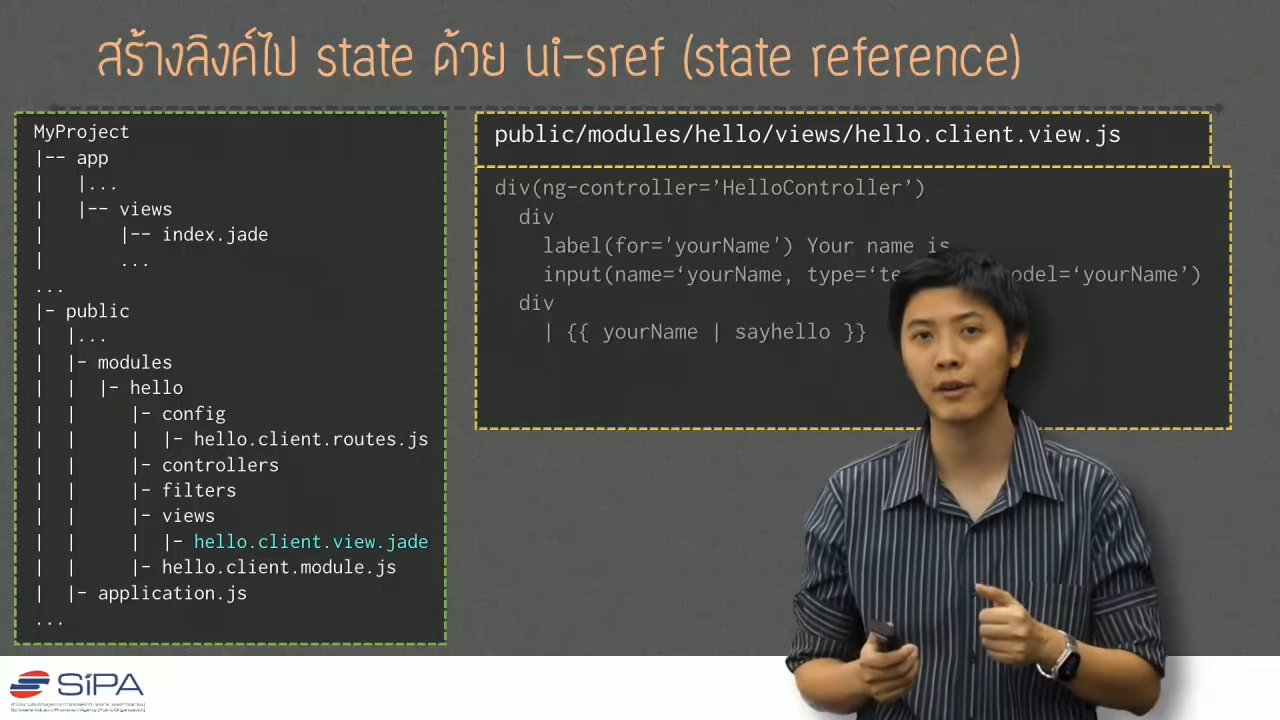 สร้างลิงค์ไป state ด้วย ui-sref (state reference)
MyProject
|-- app
|   |...
|   |-- views
|       |-- index.jade
|       ...
...
|- public
|  |...
|  |- modules
|  |  |- hello
|  |     |- config
|  |     |  |- hello.client.routes.js
|  |     |- controllers
|  |     |- filters
|  |     |- views
|  |     |  |- hello.client.view.jade
|  |     |- hello.client.module.js
|  |- application.js
...
public/modules/hello/views/hello.client.view.js
div(ng-controller=’HelloController’)
  div
    label(for='yourName') Your name is
    input(name=‘yourName, type=‘te odel=‘yourName’)
  div
    | {{ yourName | sayhello }}
SiPA